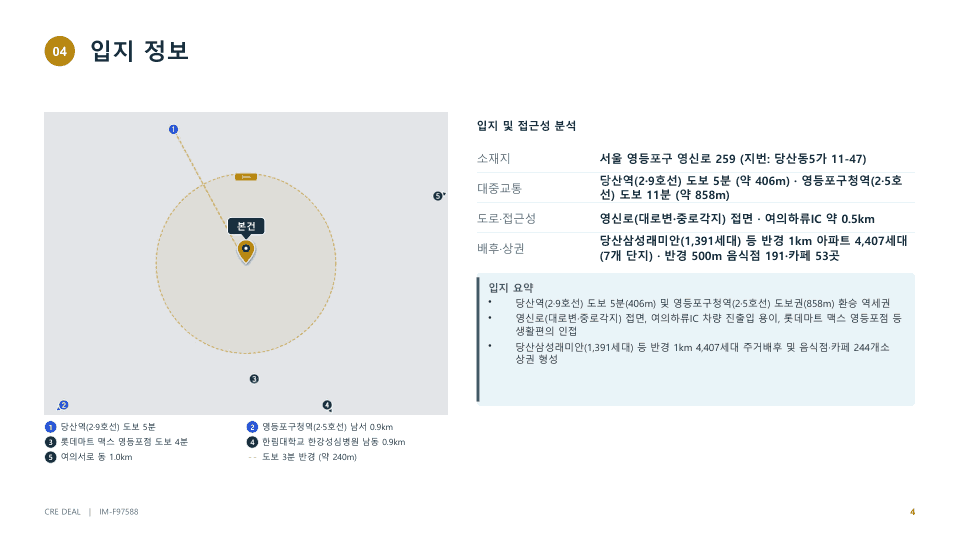 04 입지 정보
1
5
본건
3
2
4
1 당산역(2·9호선) 도보 5분
2 영등포구청역(2·5호선) 남서 0.9km
3 롯데마트 맥스 영등포점 도보 4분
4 한림대학교 한강성심병원 남동 0.9km
5 여의서로 동 1.0km
-- 도보 3분 반경 (약 240m)
입지 및 접근성 분석
소재지 서울 영등포구 영신로 259 (지번: 당산동5가 11-47)
대중교통 당산역(2·9호선) 도보 5분 (약 406m) · 영등포구청역(2·5호
선) 도보 11분 (약 858m)
도로·접근성 영신로(대로변·중로각지) 접면 · 여의하류IC 약 0.5km
배후·상권 당산삼성래미안(1,391세대) 등 반경 1km 아파트 4,407세대
(7개 단지) · 반경 500m 음식점 191·카페 53곳
입지 요약
• 당산역(2·9호선) 도보 5분(406m) 및 영등포구청역(2·5호선) 도보권(858m) 환승 역세권
• 영신로(대로변·중로각지) 접면, 여의하류IC 차량 진출입 용이, 롯데마트 맥스 영등포점 등
생활편의 인접
• 당산삼성래미안(1,391세대) 등 반경 1km 4,407세대 주거배후 및 음식점·카페 244개소
상권 형성
CRE DEAL | IM-F97588
4